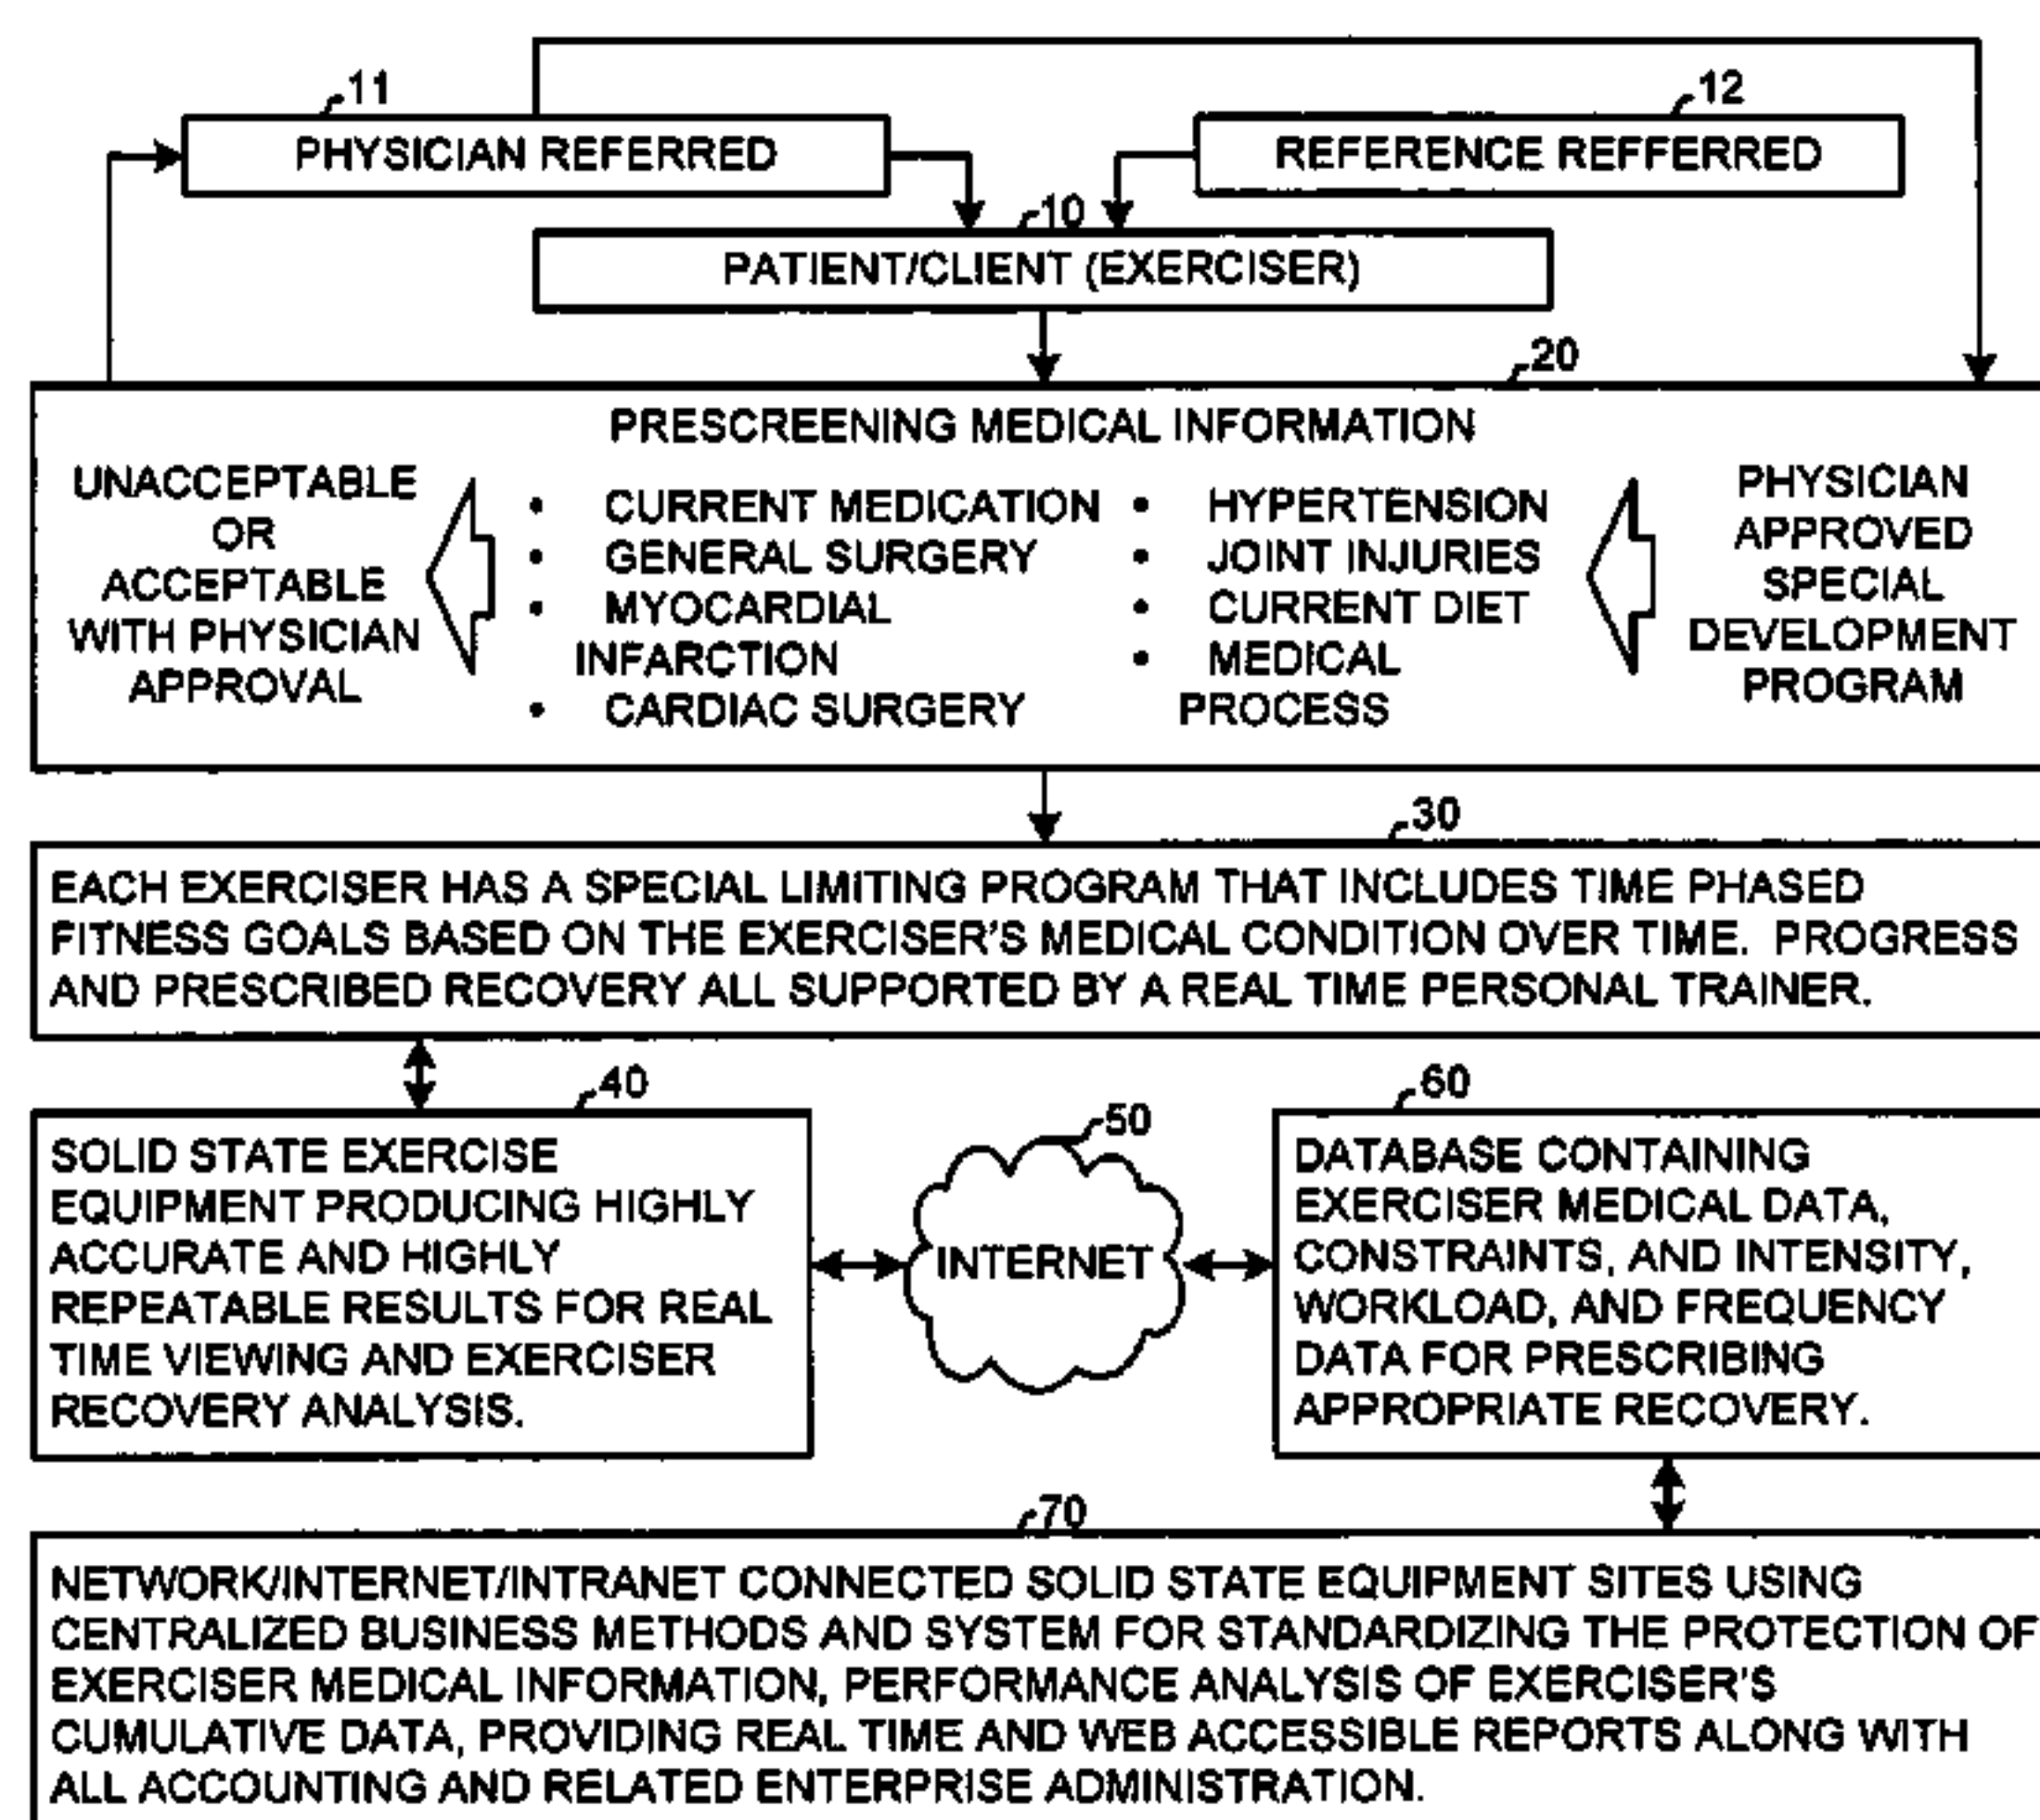 11
12
PHYSICIAN REFERRED
REFERENCE REFFERRED
10
PATIENT/CLIENT (EXERCISER)
20
PRESCREENING MEDICAL INFORMATION
UNACCEPTABLE
OR
ACCEPTABLE
WITH PHYSICIAN
APPROVAL
• CURRENT MEDICATION
• GENERAL SURGERY
• MYOCARDIAL
INFARCTION
• CARDIAC SURGERY
• HYPERTENSION
• JOINT INJURIES
• CURRENT DIET
• MEDICAL
PROCESS
PHYSICIAN
APPROVED
SPECIAL
DEVELOPMENT
PROGRAM
30
EACH EXERCISER HAS A SPECIAL LIMITING PROGRAM THAT INCLUDES TIME PHASED
FITNESS GOALS BASED ON THE EXERCISER'S MEDICAL CONDITION OVER TIME. PROGRESS
AND PRESCRIBED RECOVERY ALL SUPPORTED BY A REAL TIME PERSONAL TRAINER.
40
SOLID STATE EXERCISE
EQUIPMENT PRODUCING HIGHLY
ACCURATE AND HIGHLY
REPEATABLE RESULTS FOR REAL
TIME VIEWING AND EXERCISER
RECOVERY ANALYSIS.
50
INTERNET
60
DATABASE CONTAINING
EXERCISER MEDICAL DATA,
CONSTRAINTS, AND INTENSITY,
WORKLOAD, AND FREQUENCY
DATA FOR PRESCRIBING
APPROPRIATE RECOVERY.
70
NETWORK/INTERNET/INTRANET CONNECTED SOLID STATE EQUIPMENT SITES USING
CENTRALIZED BUSINESS METHODS AND SYSTEM FOR STANDARDIZING THE PROTECTION OF
EXERCISER MEDICAL INFORMATION, PERFORMANCE ANALYSIS OF EXERCISER'S
CUMULATIVE DATA, PROVIDING REAL TIME AND WEB ACCESSIBLE REPORTS ALONG WITH
ALL ACCOUNTING AND RELATED ENTERPRISE ADMINISTRATION.